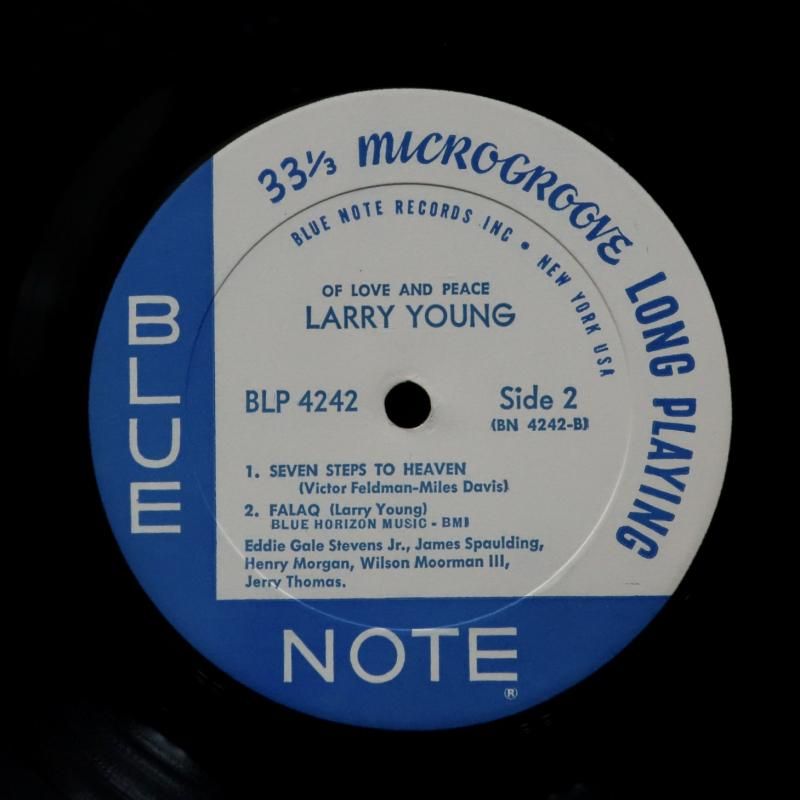 33⅓ MICROGROOVE LONG PLAYING
BLUE NOTE RECORDS INC • NEW YORK USA
OF LOVE AND PEACE
LARRY YOUNG
BLP 4242
Side 2
(BN 4242-B)
1. SEVEN STEPS TO HEAVEN
(Victor Feldman-Miles Davis)
2. FALAQ (Larry Young)
BLUE HORIZON MUSIC - BMI
Eddie Gale Stevens Jr., James Spaulding,
Henry Morgan, Wilson Moorman III,
Jerry Thomas.
BLUE
NOTE
®